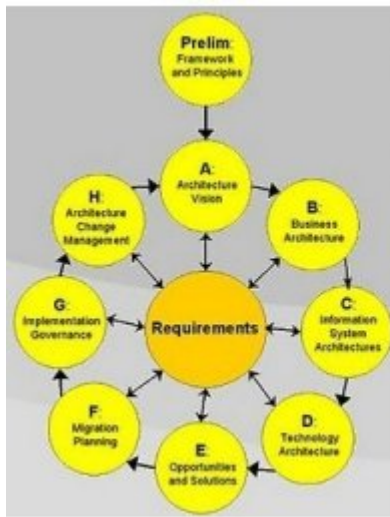 Prelim:
Framework
and Principles
A:
Architecture
Vision
B:
Business
Architecture
C:
Information
System
Architectures
D:
Technology
Architecture
E:
Opportunities
and Solutions
F:
Migration
Planning
G:
Implementation
Governance
H:
Architecture
Change
Management
Requirements